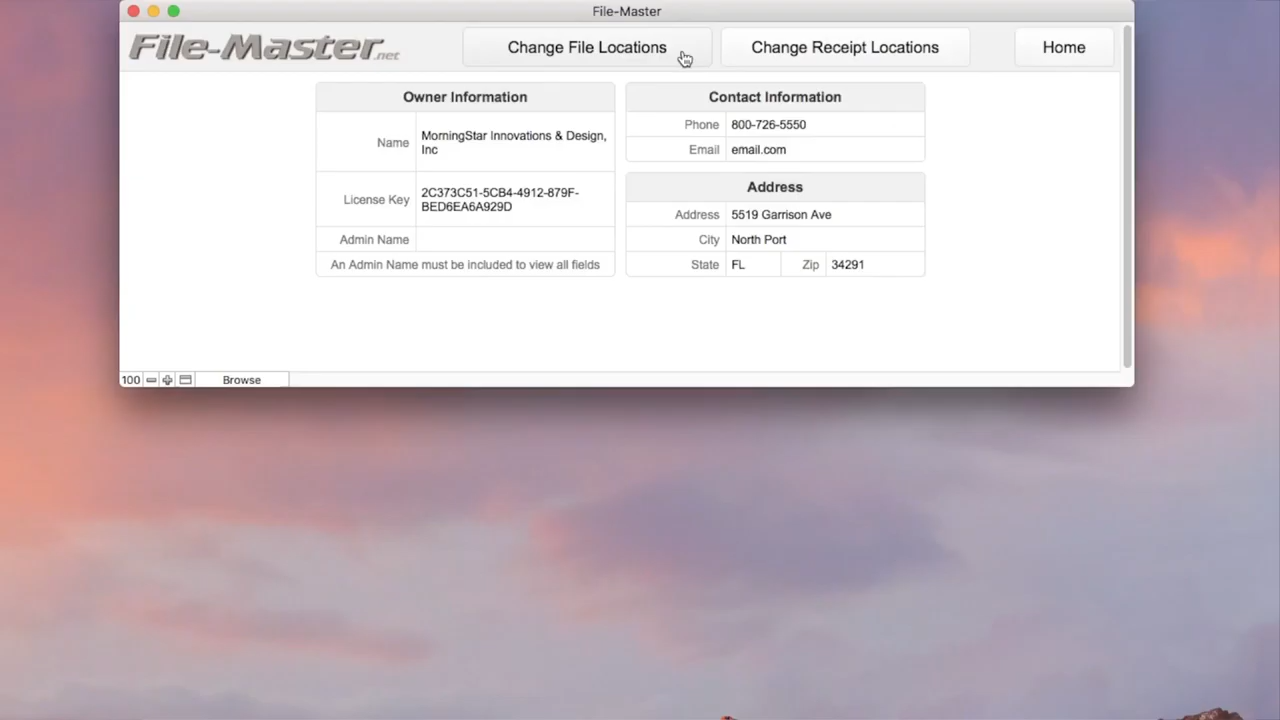 File-Master
File-Master.net
Change File Locations
Change Receipt Locations
Home
Owner Information
Name
MorningStar Innovations & Design,
Inc
License Key
2C373C51-5CB4-4912-879F-
BED6EA6A929D
Admin Name
An Admin Name must be included to view all fields
Contact Information
Phone
800-726-5550
Email
email.com
Address
Address
5519 Garrison Ave
City
North Port
State
FL
Zip
34291
100
Browse